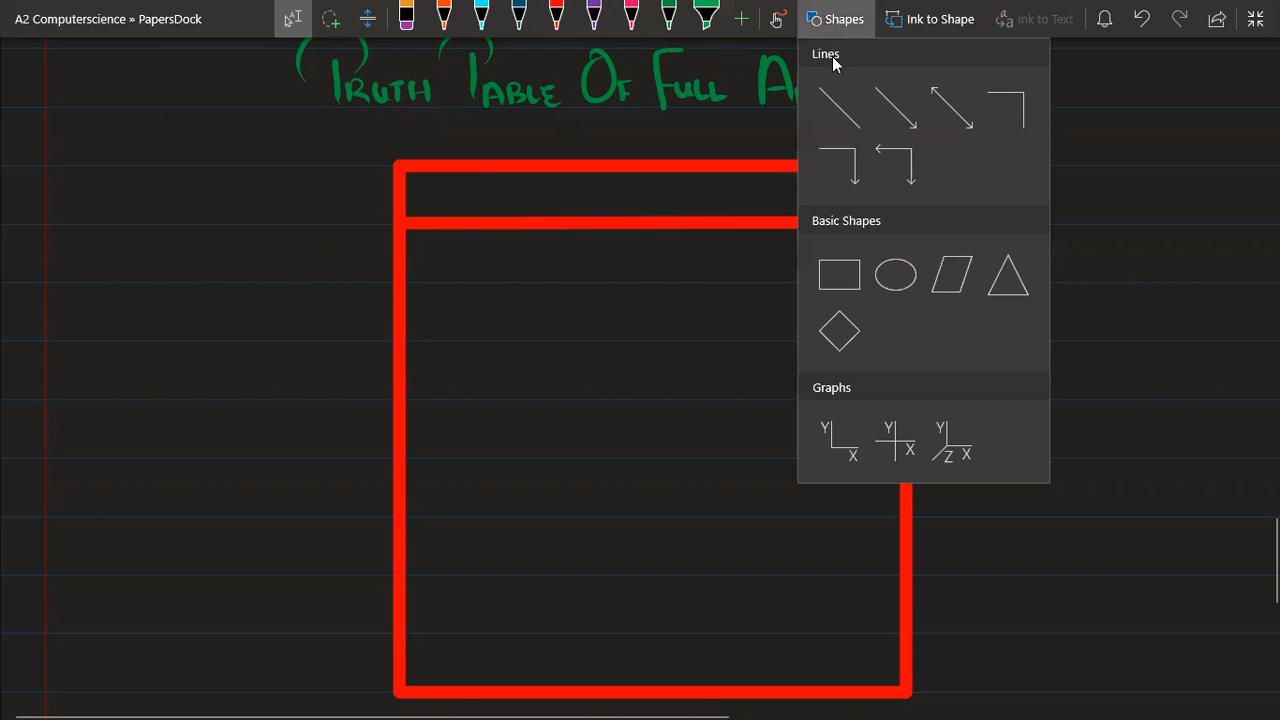 A2 Computerscience » PapersDock
Shapes
Ink to Shape
Ink to Text
Lines
(Truth Table) Of Full A
Basic Shapes
Graphs
Y
X
Y
X
Y
Z
X